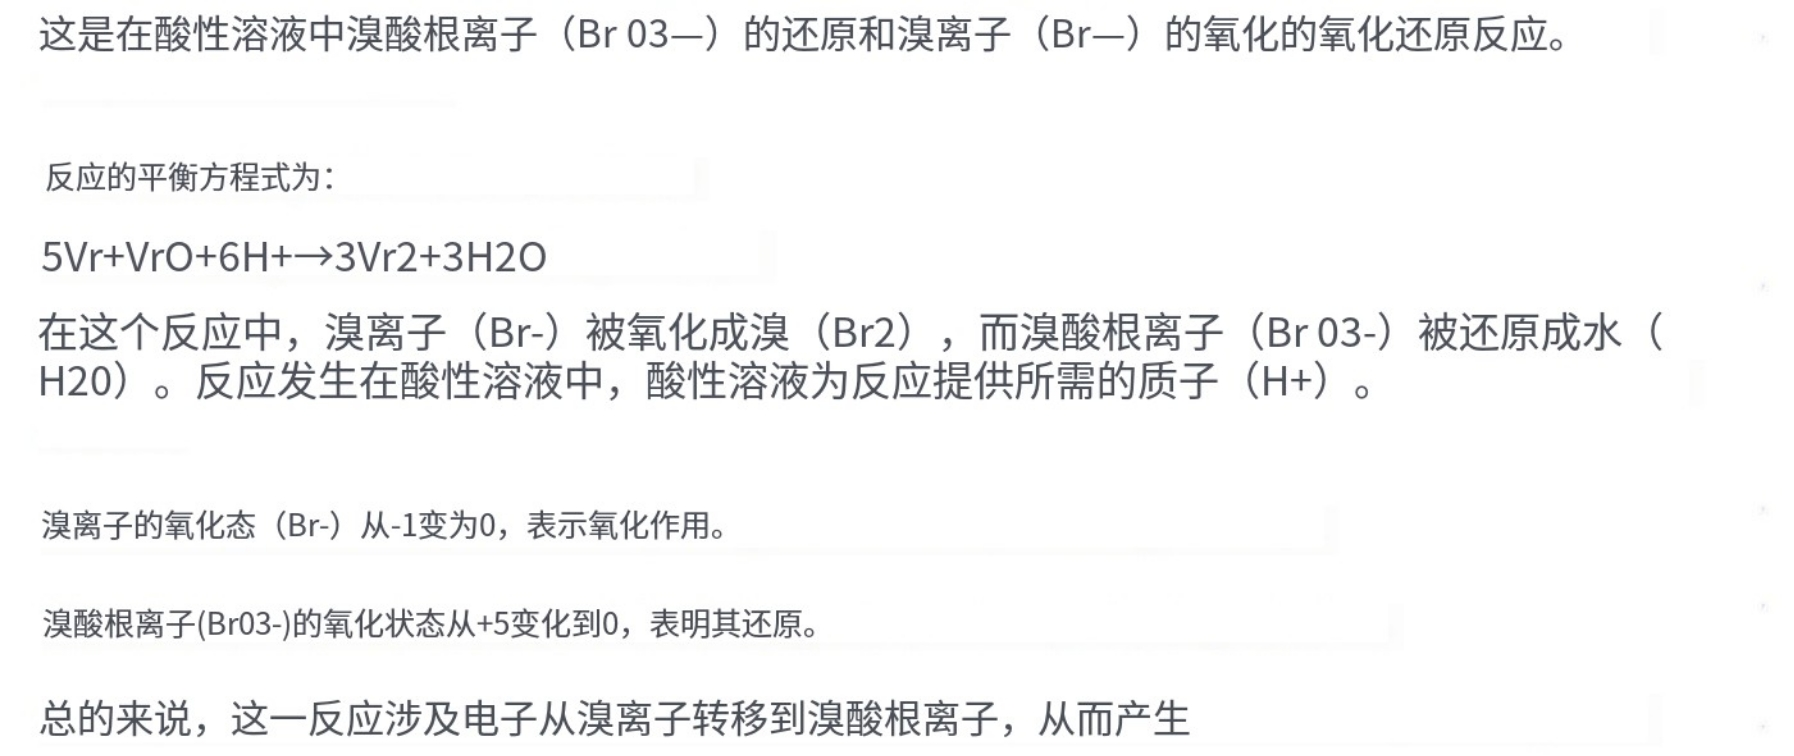 这是在酸性溶液中溴酸根离子（Br 03—）的还原和溴离子（Br—）的氧化的氧化还原反应。
反应的平衡方程式为：
5Vr+VrO+6H+→3Vr2+3H2O
在这个反应中，溴离子（Br-）被氧化成溴（Br2），而溴酸根离子（Br 03-）被还原成水（
H20）。反应发生在酸性溶液中，酸性溶液为反应提供所需的质子（H+）。
溴离子的氧化态（Br-）从-1变为0，表示氧化作用。
溴酸根离子(Br03-)的氧化状态从+5变化到0，表明其还原。
总的来说，这一反应涉及电子从溴离子转移到溴酸根离子，从而产生